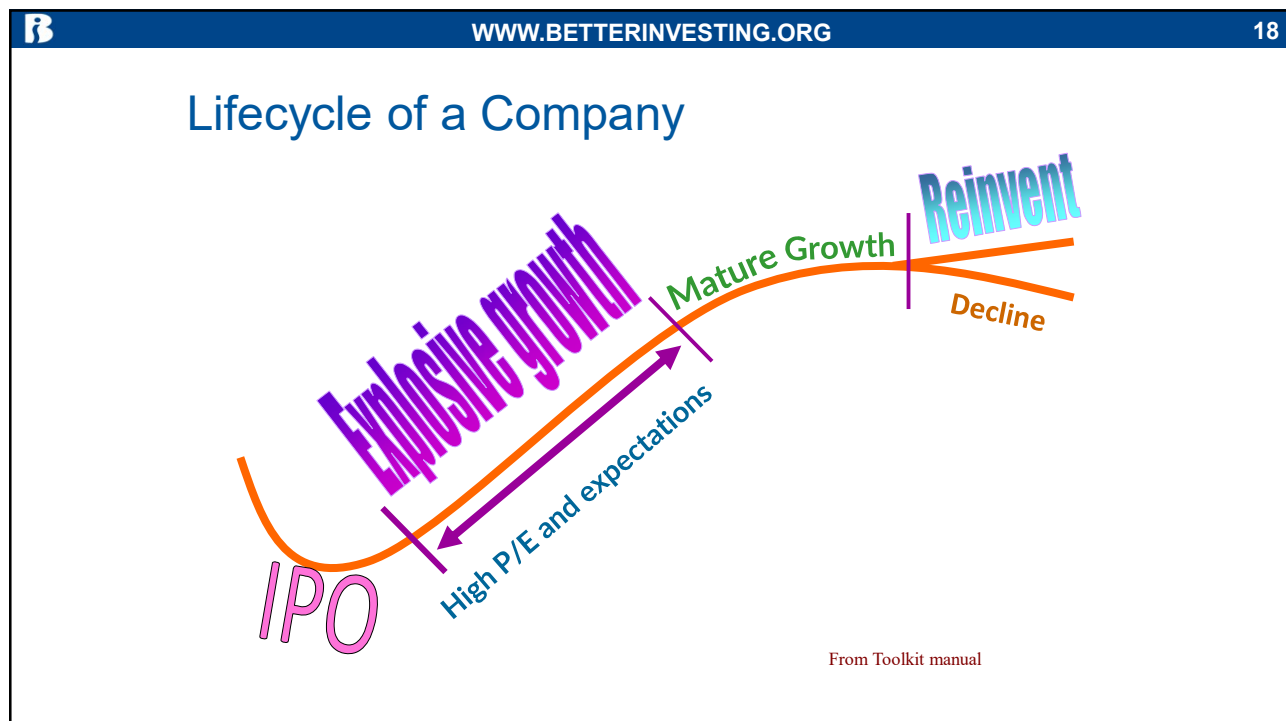 WWW.BETTERINVESTING.ORG
18
Lifecycle of a Company
Reinvent
Mature Growth
Explosive growth
Decline
High P/E and expectations
IPO
From Toolkit manual